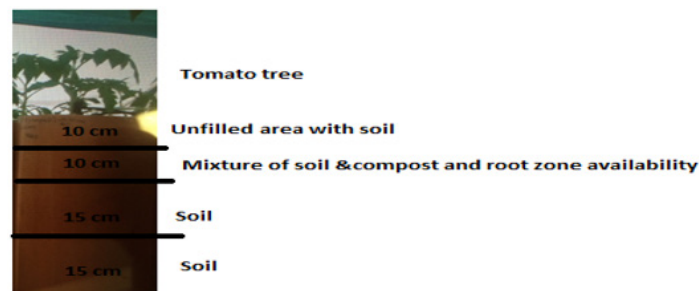 Tomato tree
10 cm Unfilled area with soil
10 cm Mixture of soil &compost and root zone availability
15 cm Soil
15 cm Soil